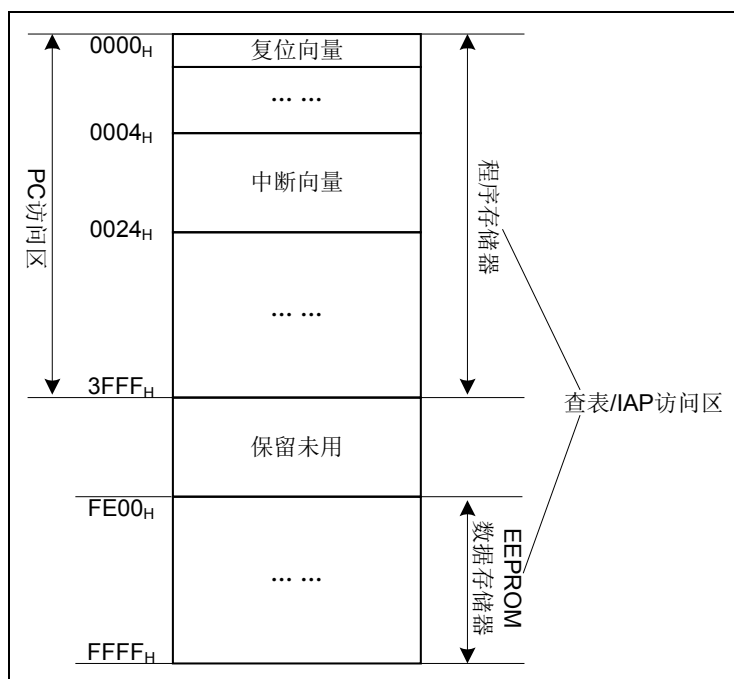 0000H
复位向量
... ...
0004H
中断向量
0024H
... ...
3FFFH
保留未用
FE00H
... ...
FFFFH
PC访问区
程序存储器
EEPROM
数据存储器
查表/IAP访问区